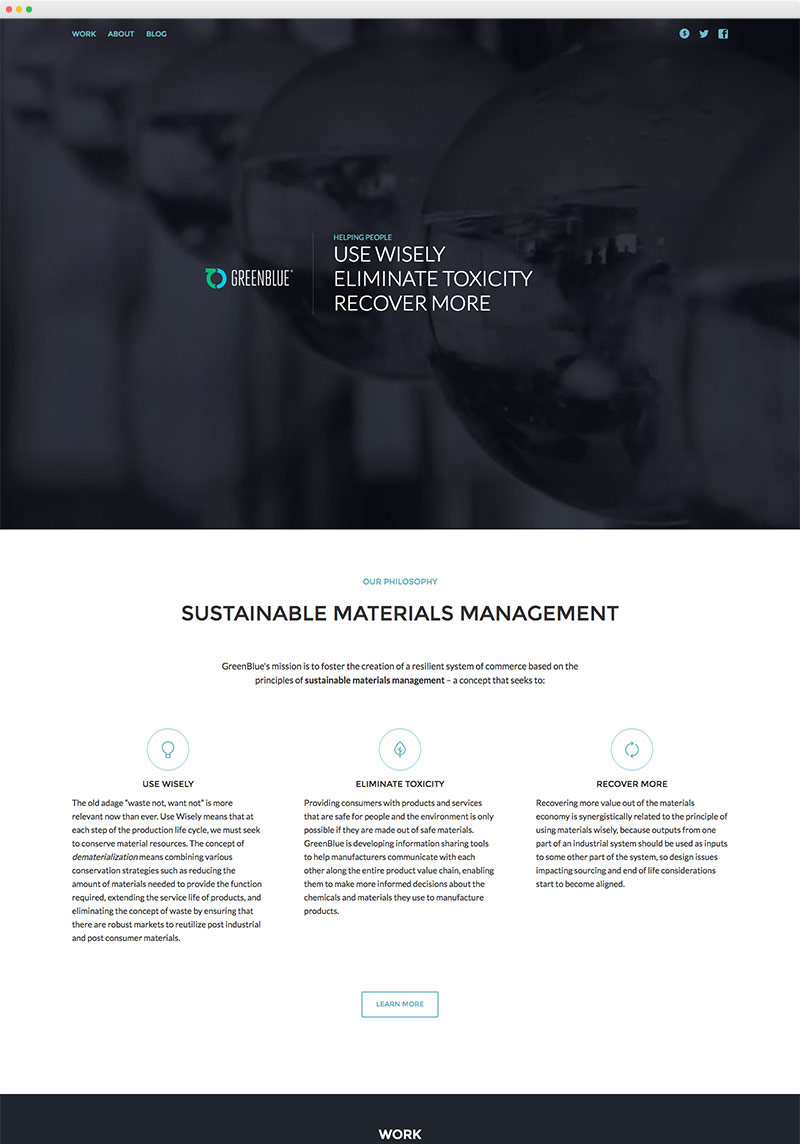 WORK ABOUT BLOG
HELPING PEOPLE
USE WISELY
GREENBLUE
ELIMINATE TOXICITY
RECOVER MORE
OUR PHILOSOPHY
SUSTAINABLE MATERIALS MANAGEMENT
GreenBlue's mission is to foster the creation of a resilient system of commerce based on the
principles of sustainable materials management – a concept that seeks to:
USE WISELY
The old adage “waste not, want not” is more
relevant now than ever. Use Wisely means that at
each step of the production life cycle, we must seek
to conserve material resources. The concept of
dematerialization means combining various
conservation strategies such as reducing the
amount of materials needed to provide the function
required, extending the service life of products, and
eliminating the concept of waste by ensuring that
there are robust markets to reutilize post industrial
and post consumer materials.
ELIMINATE TOXICITY
Providing consumers with products and services
that are safe for people and the environment is only
possible if they are made out of safe materials.
GreenBlue is developing information sharing tools
to help manufacturers communicate with each
other along the entire product value chain, enabling
them to make more informed decisions about the
chemicals and materials they use to manufacture
products.
RECOVER MORE
Recovering more value out of the materials
economy is synergistically related to the principle of
using materials wisely, because outputs from one
part of an industrial system should be used as inputs
to some other part of the system, so design issues
impacting sourcing and end of life considerations
start to become aligned.
LEARN MORE
WORK